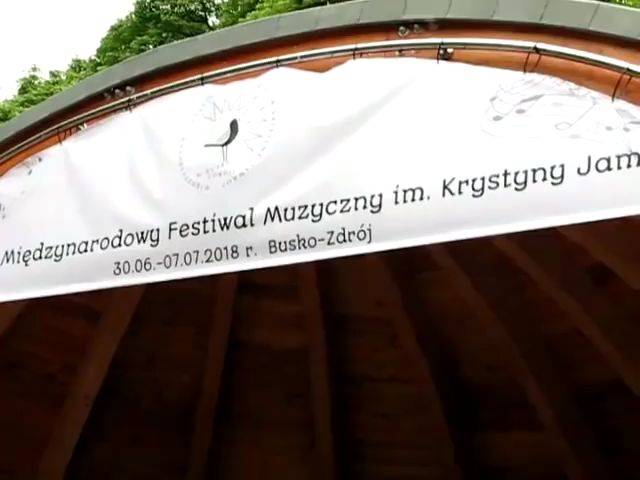 Międzynarodowy Festiwal Muzyczny im. Krystyny Jam
30.06.-07.07.2018 r. Busko-Zdrój